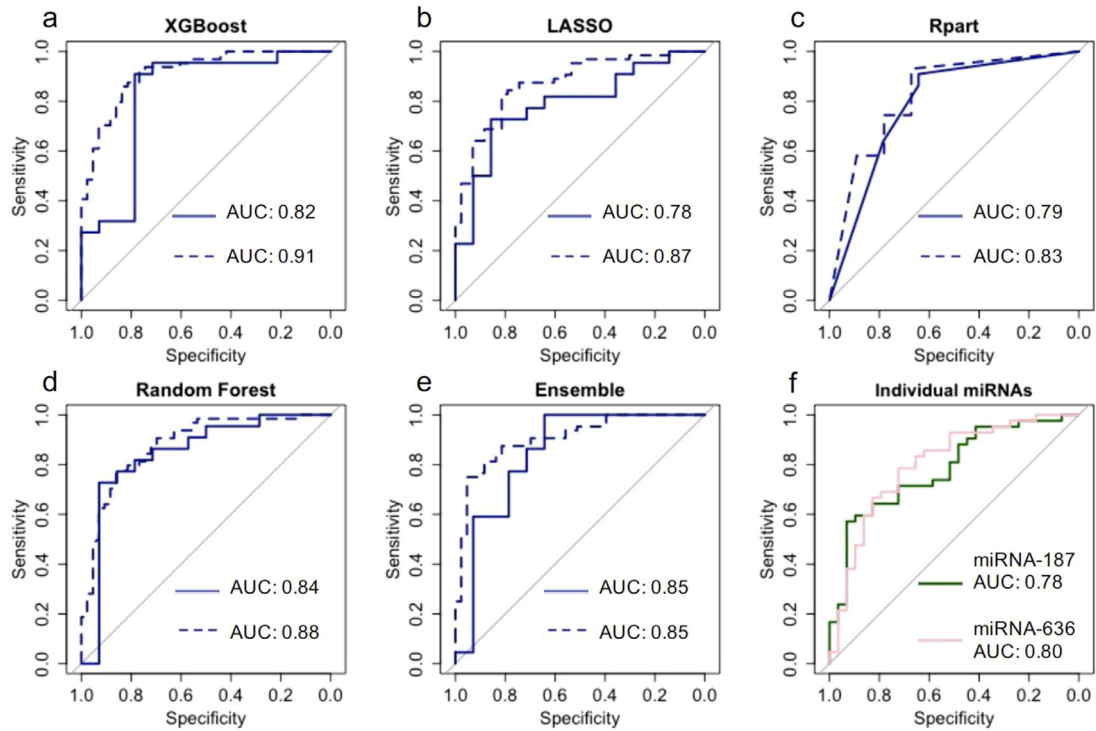 a
XGBoost
1.0
0.8
0.6
0.4
0.2
0.0
Sensitivity
AUC: 0.82
AUC: 0.91
1.0 0.8 0.6 0.4 0.2 0.0
Specificity
b
LASSO
1.0
0.8
0.6
0.4
0.2
0.0
Sensitivity
AUC: 0.78
AUC: 0.87
1.0 0.8 0.6 0.4 0.2 0.0
Specificity
c
Rpart
1.0
0.8
0.6
0.4
0.2
0.0
Sensitivity
AUC: 0.79
AUC: 0.83
1.0 0.8 0.6 0.4 0.2 0.0
Specificity
d
Random Forest
1.0
0.8
0.6
0.4
0.2
0.0
Sensitivity
AUC: 0.84
AUC: 0.88
1.0 0.8 0.6 0.4 0.2 0.0
Specificity
e
Ensemble
1.0
0.8
0.6
0.4
0.2
0.0
Sensitivity
AUC: 0.85
AUC: 0.85
1.0 0.8 0.6 0.4 0.2 0.0
Specificity
f
Individual miRNAs
1.0
0.8
0.6
0.4
0.2
0.0
Sensitivity
miRNA-187
AUC: 0.78
miRNA-636
AUC: 0.80
1.0 0.8 0.6 0.4 0.2 0.0
Specificity